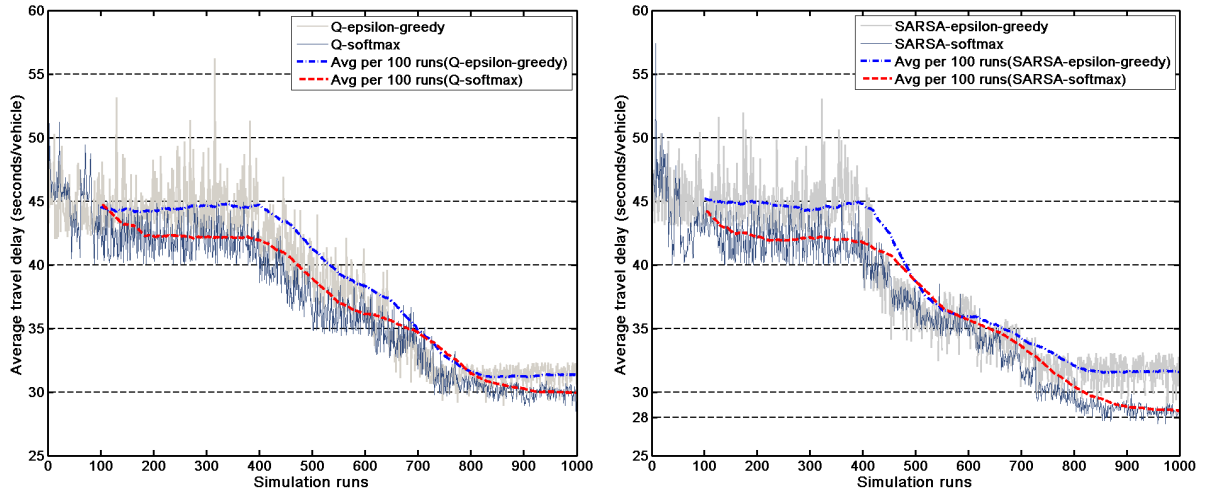 60
55
50
45
40
35
30
25
Average travel delay (seconds/vehicle)
Q-epsilon-greedy
Q-softmax
Avg per 100 runs(Q-epsilon-greedy)
Avg per 100 runs(Q-softmax)
0 100 200 300 400 500 600 700 800 900 1000
Simulation runs
60
55
50
45
40
35
30
28
25
Average travel delay (seconds/vehicle)
SARSA-epsilon-greedy
SARSA-softmax
Avg per 100 runs(SARSA-epsilon-greedy)
Avg per 100 runs(SARSA-softmax)
0 100 200 300 400 500 600 700 800 900 1000
Simulation runs